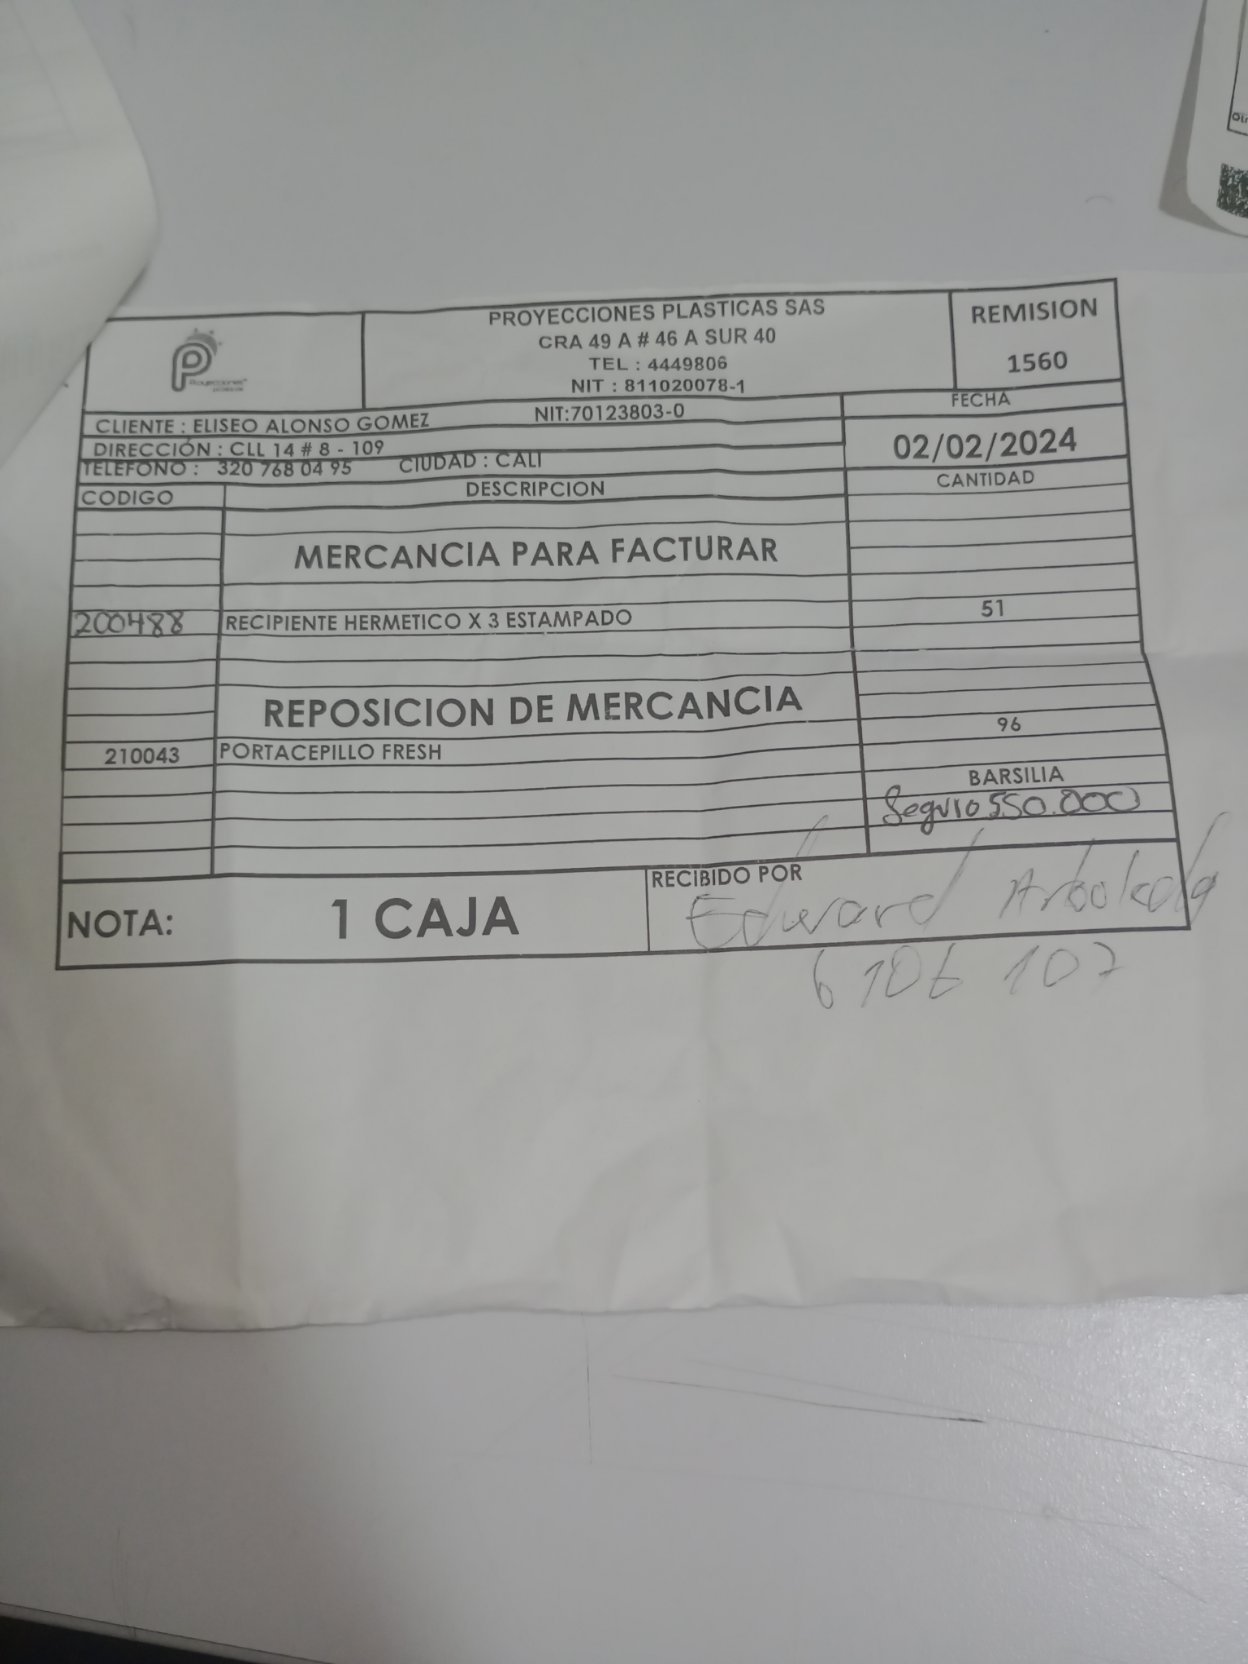 PROYECCIONES PLASTICAS SAS
CRA 49 A # 46 A SUR 40
TEL : 4449806
NIT : 811020078-1
REMISION
1560
CLIENTE : ELISEO ALONSO GOMEZ NIT:70123803-0
DIRECCIÓN : CLL 14 # 8 - 109
TELEFONO : 320 768 04 95 CIUDAD : CALI
FECHA
02/02/2024
CODIGO DESCRIPCION CANTIDAD
MERCANCIA PARA FACTURAR
200488 RECIPIENTE HERMETICO X 3 ESTAMPADO 51
REPOSICION DE MERCANCIA
210043 PORTACEPILLO FRESH 96
BARSILIA
Seguro 550.000
NOTA: 1 CAJA
RECIBIDO POR
Edward Arboleda
6106107